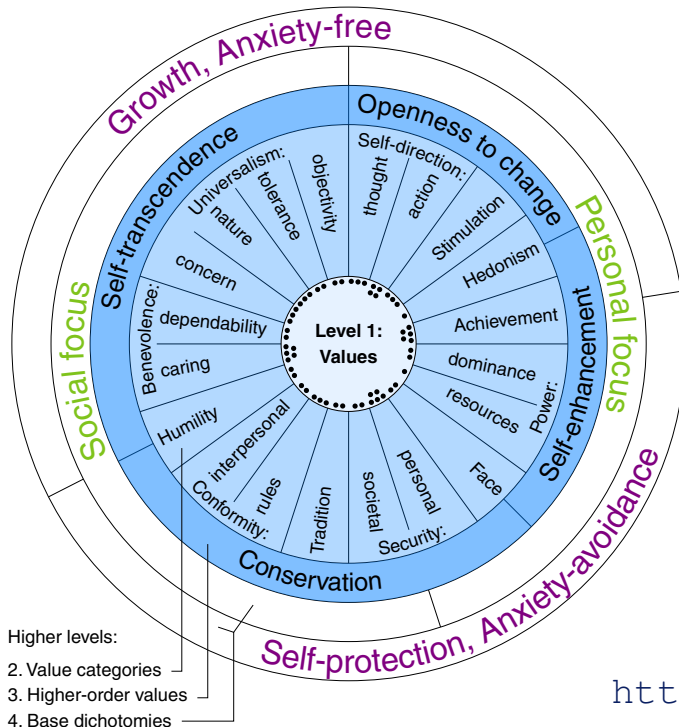 Growth, Anxiety-free
Self-protection, Anxiety-avoidance
Social focus
Personal focus
Self-transcendence
Openness to change
Self-enhancement
Conservation
Universalism:
nature
tolerance
objectivity
concern
Self-direction:
thought
action
Stimulation
Hedonism
Achievement
Power:
dominance
resources
Face
Security:
personal
societal
Tradition
Conformity:
rules
interpersonal
Humility
Benevolence:
dependability
caring
Level 1:
Values
Higher levels:
2. Value categories
3. Higher-order values
4. Base dichotomies
htt